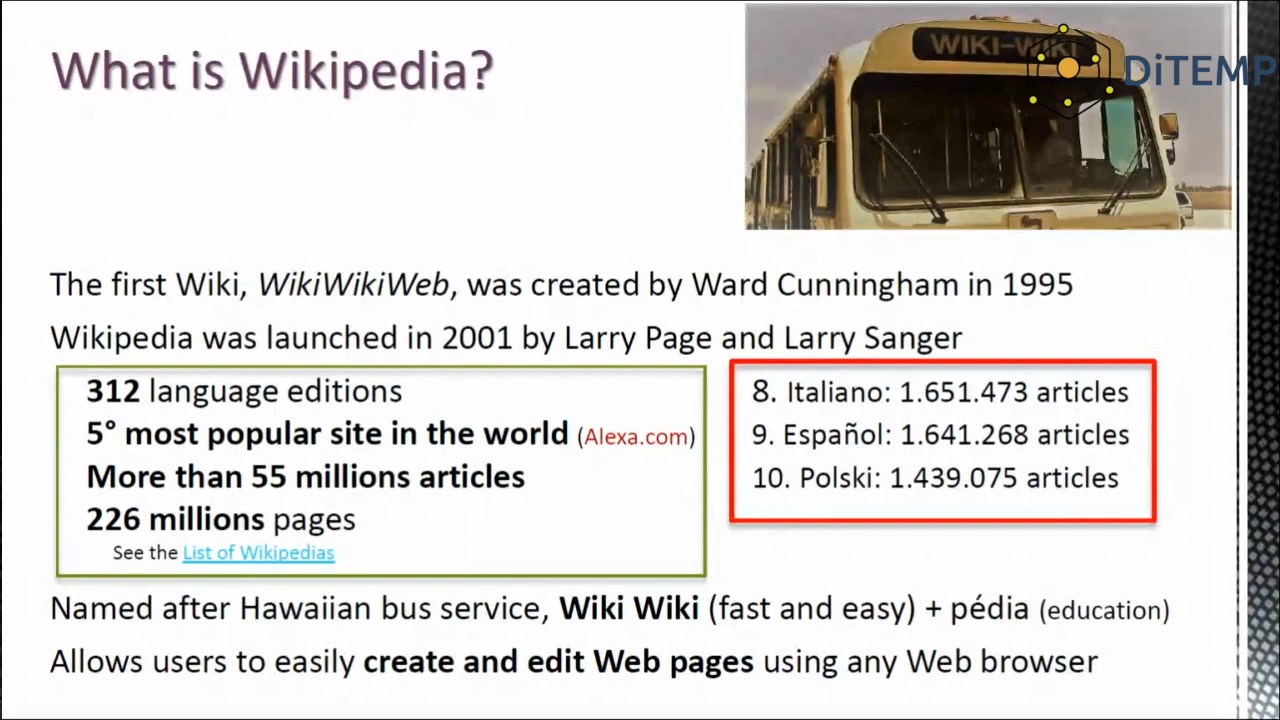 What is Wikipedia?
WIKI-WIKI
DiTEMP
The first Wiki, WikiWikiWeb, was created by Ward Cunningham in 1995
Wikipedia was launched in 2001 by Larry Page and Larry Sanger
312 language editions
5° most popular site in the world (Alexa.com)
More than 55 millions articles
226 millions pages
See the List of Wikipedias
8. Italiano: 1.651.473 articles
9. Español: 1.641.268 articles
10. Polski: 1.439.075 articles
Named after Hawaiian bus service, Wiki Wiki (fast and easy) + pédia (education)
Allows users to easily create and edit Web pages using any Web browser